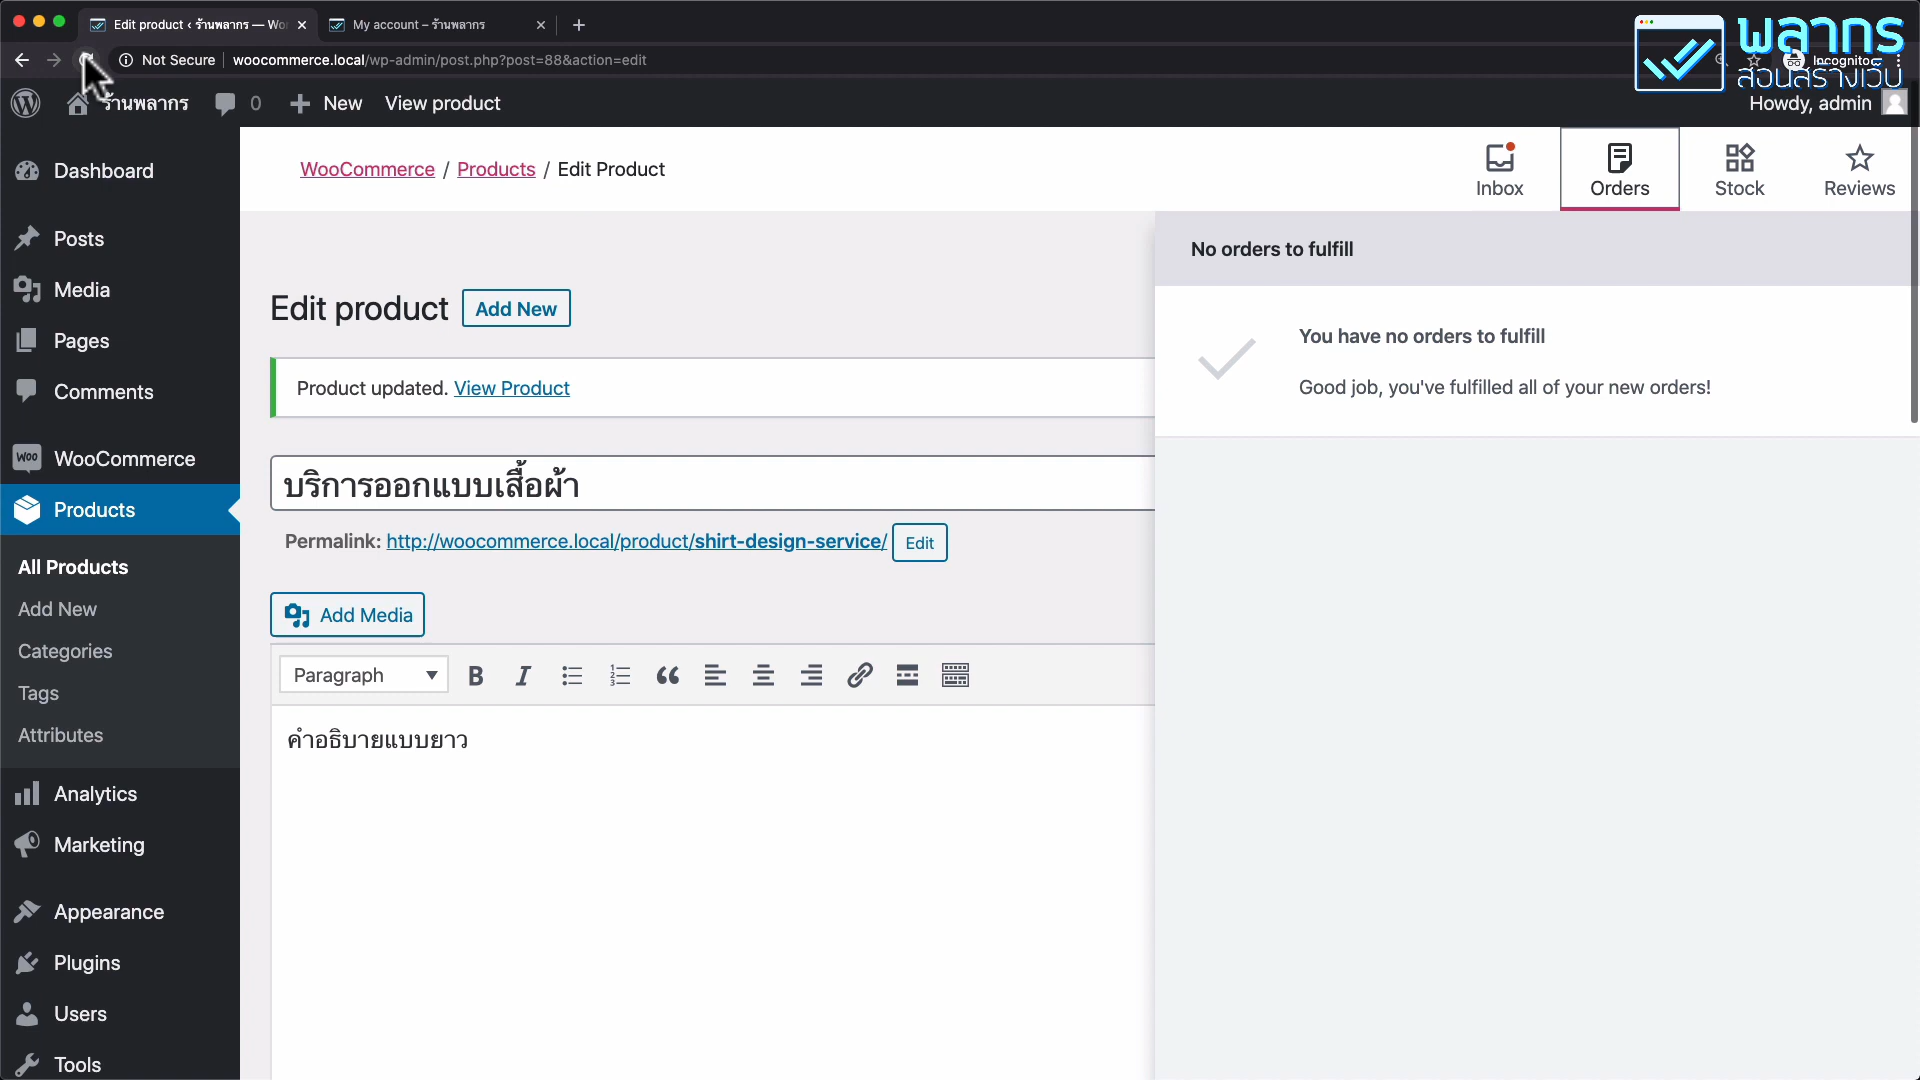 Edit product ‹ ร้านพลากร — Wo
My account – ร้านพลากร
Not Secure
woocommerce.local/wp-admin/post.php?post=88&action=edit
Incognito
พลากร
สอนสร้างเว็บ
ร้านพลากร
0
New
View product
Howdy, admin
Dashboard
Posts
Media
Pages
Comments
WooCommerce
Products
All Products
Add New
Categories
Tags
Attributes
Analytics
Marketing
Appearance
Plugins
Users
Tools
WooCommerce / Products / Edit Product
Inbox
Orders
Stock
Reviews
Edit product
Add New
Product updated. View Product
บริการออกแบบเสื้อผ้า
Permalink: http://woocommerce.local/product/shirt-design-service/ Edit
Add Media
Paragraph
คำอธิบายแบบยาว
No orders to fulfill
You have no orders to fulfill
Good job, you've fulfilled all of your new orders!